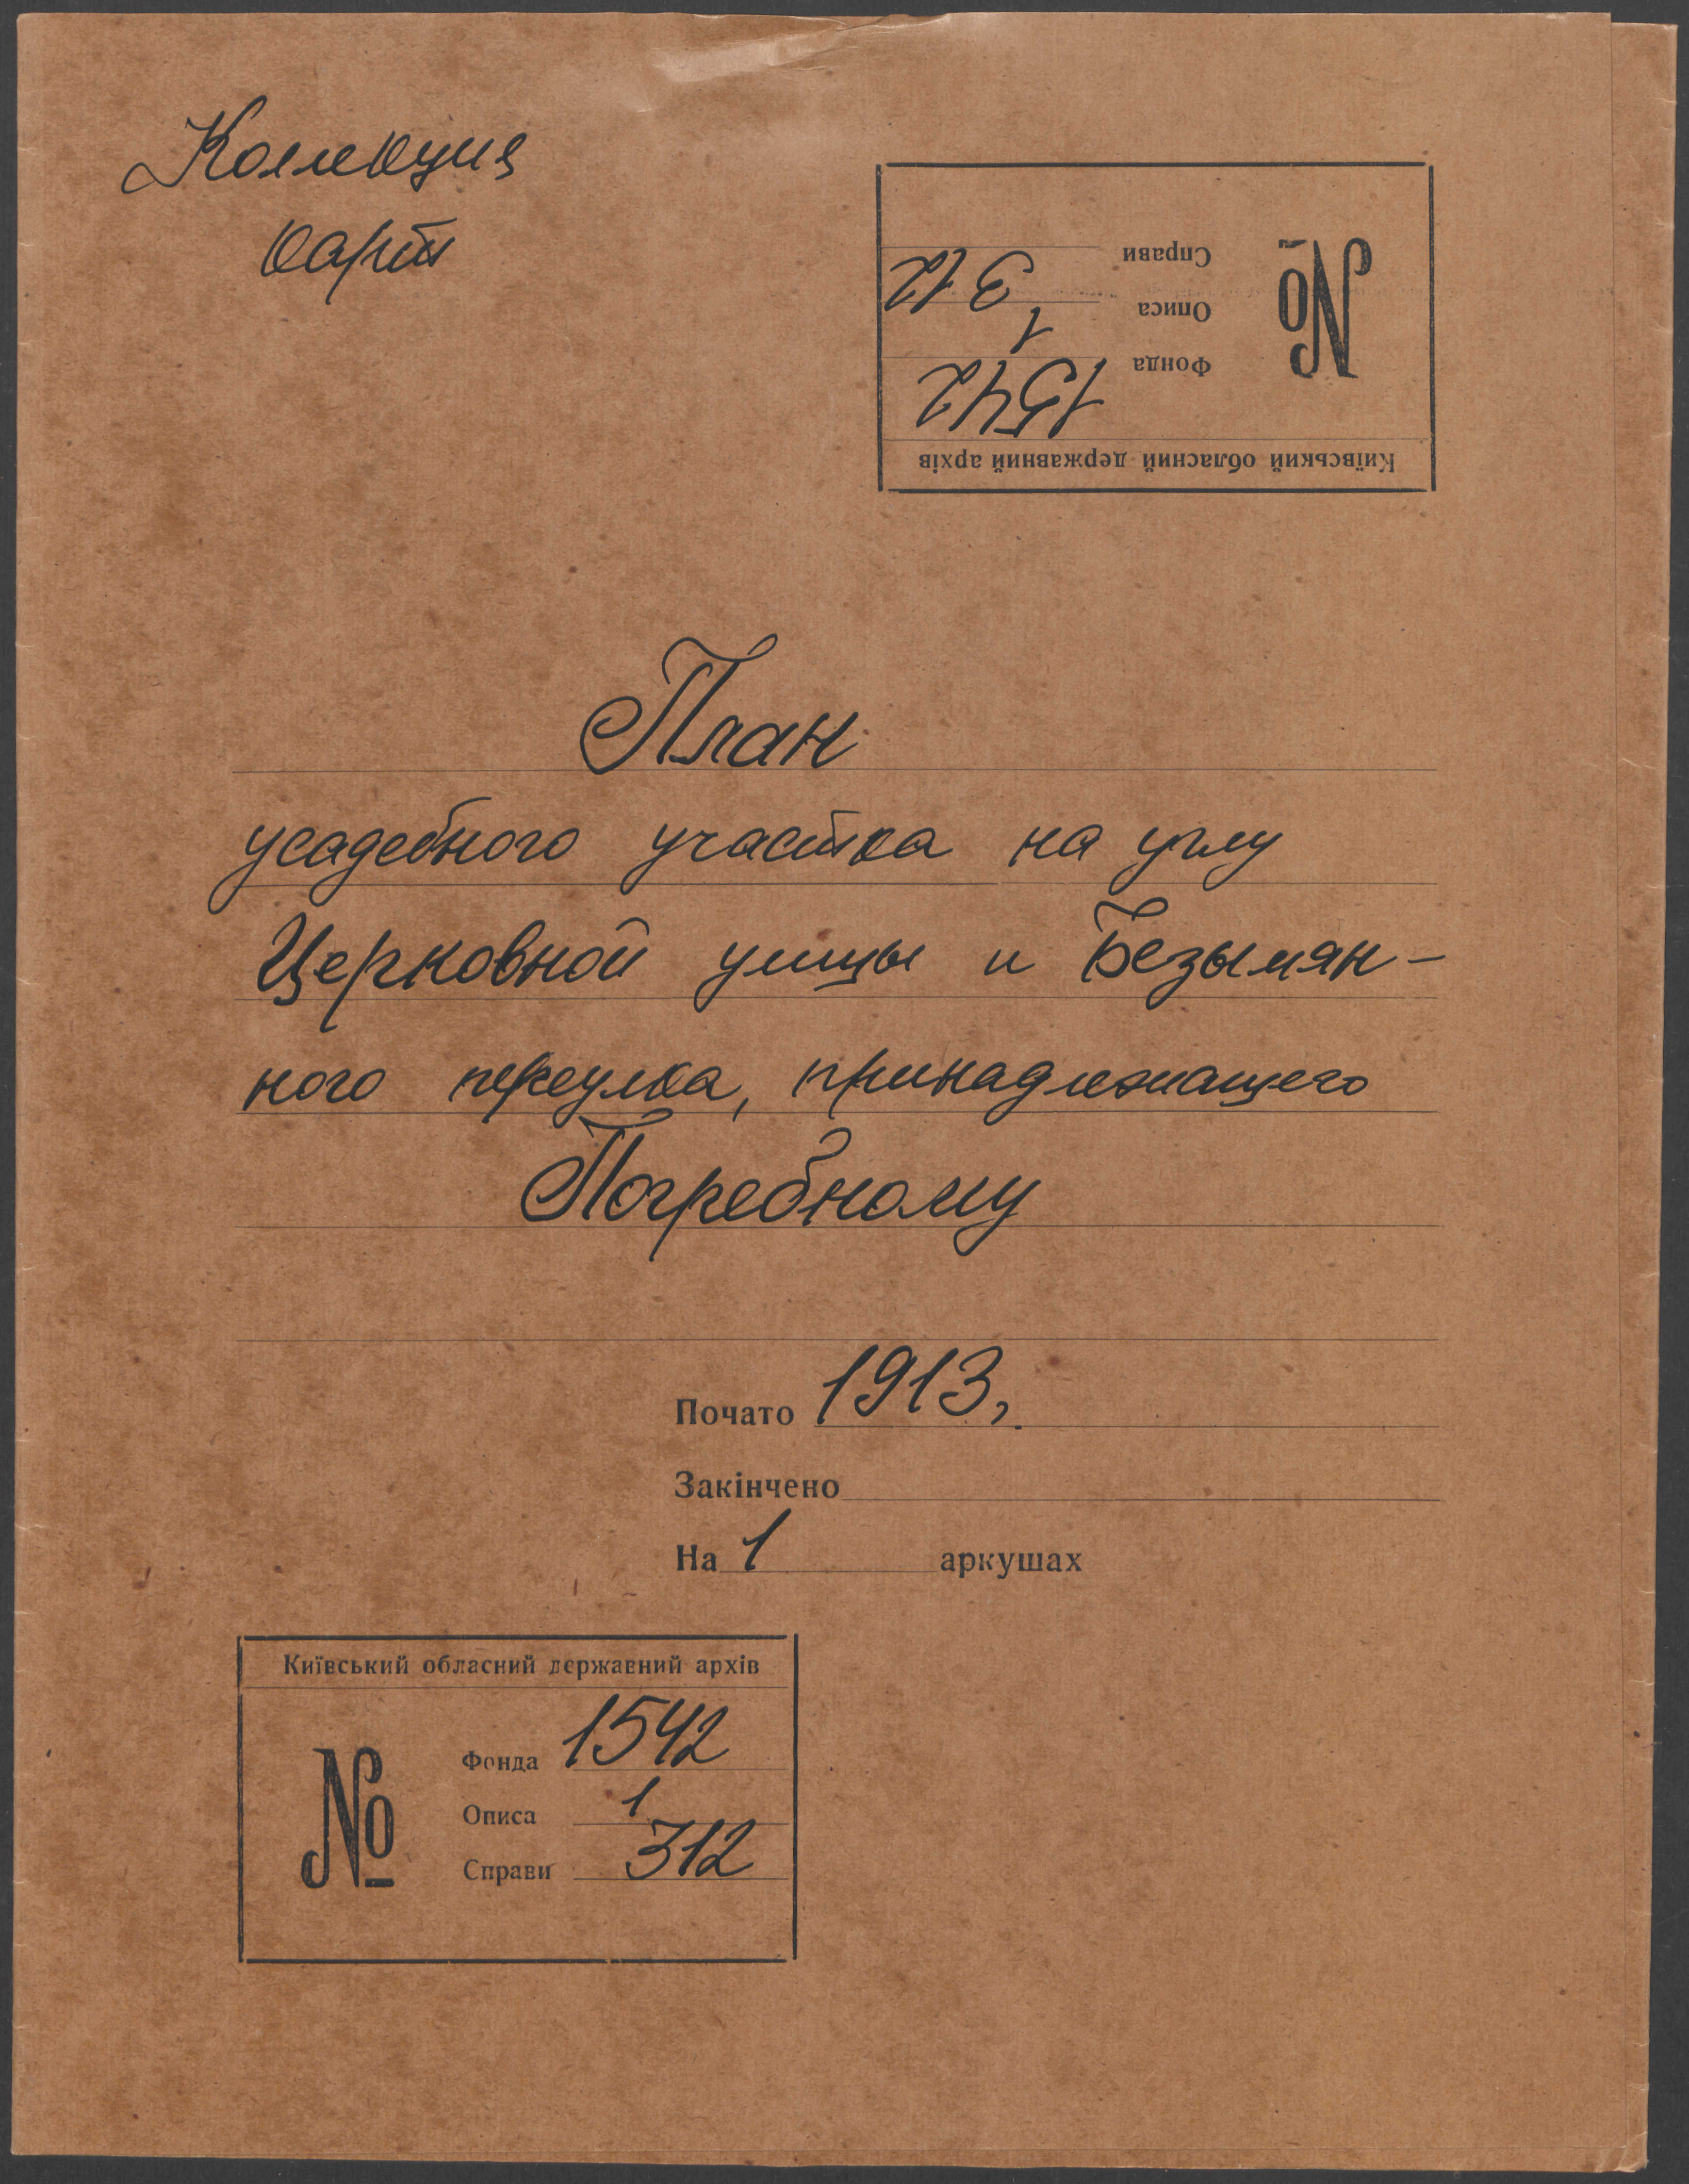 Коллекция
карт
Київський обласний державний архів
№
Фонда 1542
Описа 1
Справи 312
План
усадебного участка на углу
Церковной улицы и Безымян-
ного переулка, принадлежащего
Погребному
Почато 1913,
Закінчено
На 1 аркушах
Київський обласний державний архів
№
Фонда 1542
Описа 1
Справи 312